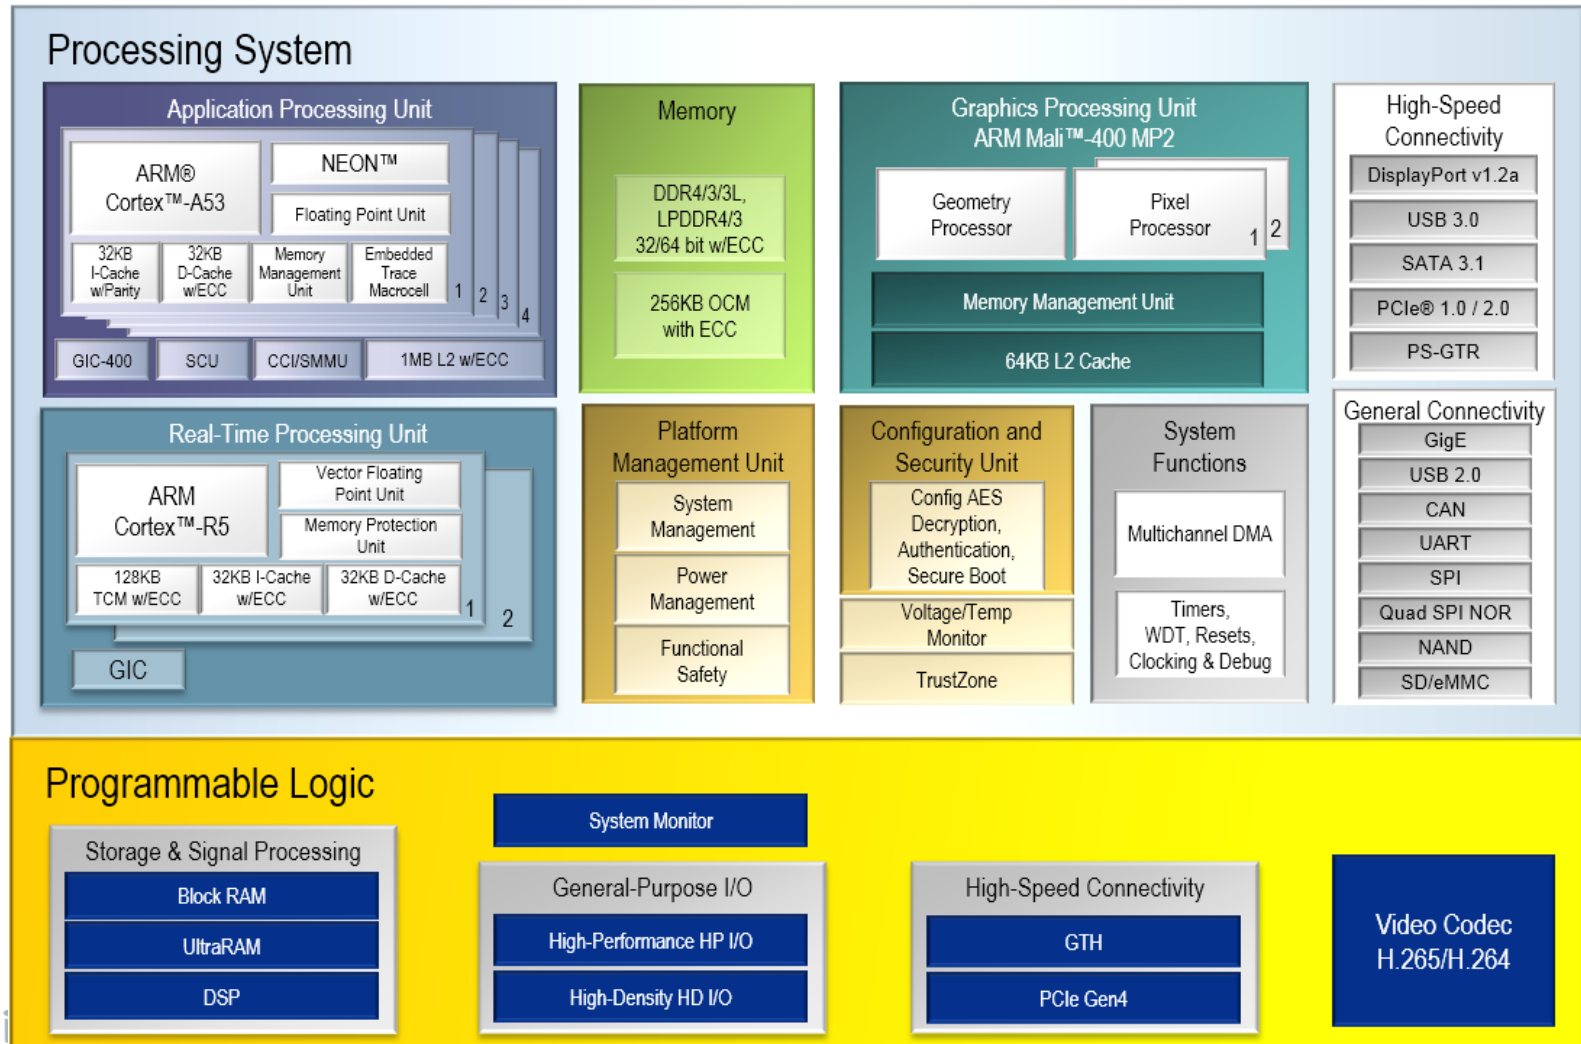 Processing System
Application Processing Unit
ARM®
Cortex™-A53
NEON™
Floating Point Unit
32KB
I-Cache
w/Parity
32KB
D-Cache
w/ECC
Memory
Management
Unit
Embedded
Trace
Macrocell
1
2
3
4
GIC-400
SCU
CCI/SMMU
1MB L2 w/ECC
Memory
DDR4/3/3L,
LPDDR4/3
32/64 bit w/ECC
256KB OCM
with ECC
Graphics Processing Unit
ARM Mali™-400 MP2
Geometry
Processor
Pixel
Processor
1
2
Memory Management Unit
64KB L2 Cache
High-Speed
Connectivity
DisplayPort v1.2a
USB 3.0
SATA 3.1
PCIe® 1.0 / 2.0
PS-GTR
Real-Time Processing Unit
ARM
Cortex™-R5
Vector Floating
Point Unit
Memory Protection
Unit
128KB
TCM w/ECC
32KB I-Cache
w/ECC
32KB D-Cache
w/ECC
1
2
GIC
Platform
Management Unit
System
Management
Power
Management
Functional
Safety
Configuration and
Security Unit
Config AES
Decryption,
Authentication,
Secure Boot
Voltage/Temp
Monitor
TrustZone
System
Functions
Multichannel DMA
Timers,
WDT, Resets,
Clocking & Debug
General Connectivity
GigE
USB 2.0
CAN
UART
SPI
Quad SPI NOR
NAND
SD/eMMC
Programmable Logic
Storage & Signal Processing
Block RAM
UltraRAM
DSP
System Monitor
General-Purpose I/O
High-Performance HP I/O
High-Density HD I/O
High-Speed Connectivity
GTH
PCIe Gen4
Video Codec
H.265/H.264